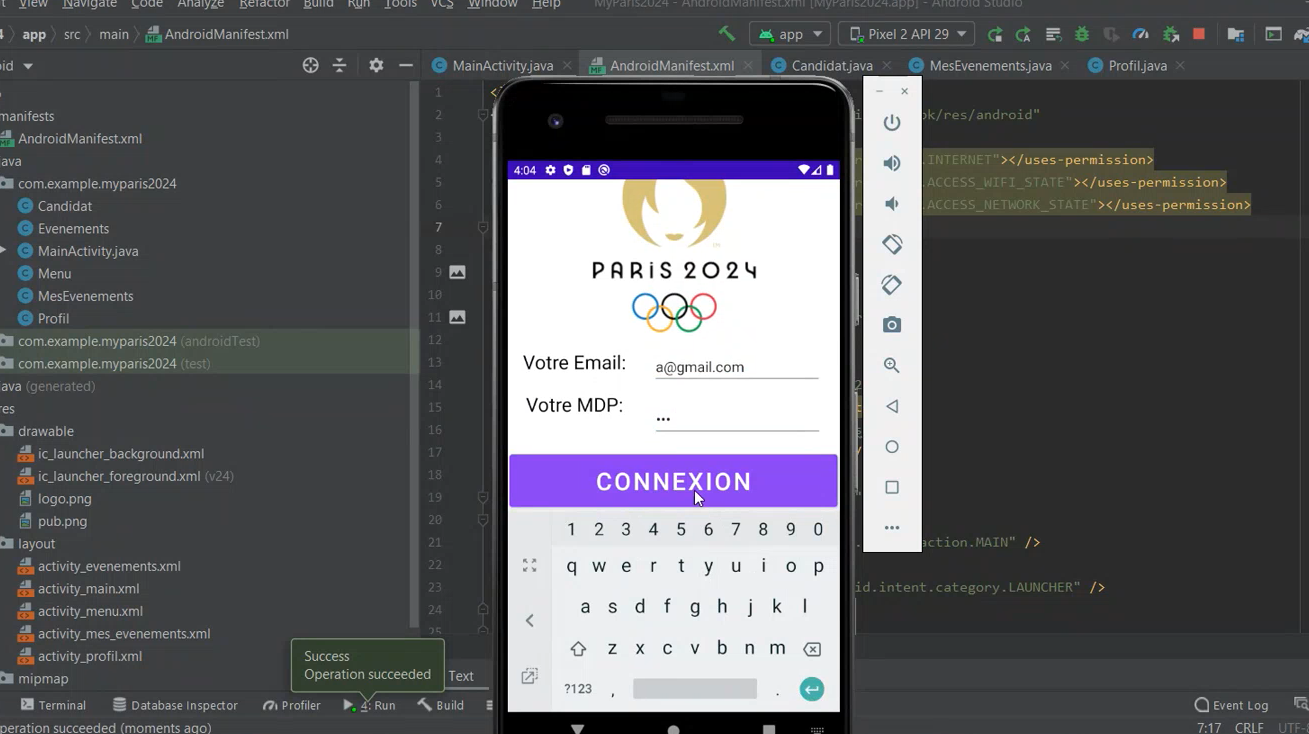 View Navigate Code Analyze Refactor Build Run Tools VCS Window Help MyParis2024 - AndroidManifest.xml [MyParis2024.app] - Android Studio
app src main AndroidManifest.xml app Pixel 2 API 29
MainActivity.java AndroidManifest.xml Candidat.java MesEvenements.java Profil.java
manifests
AndroidManifest.xml
com.example.myparis2024
Candidat
Evenements
MainActivity.java
Menu
MesEvenements
Profil
com.example.myparis2024 (androidTest)
com.example.myparis2024 (test)
(generated)
res
drawable
ic_launcher_background.xml
ic_launcher_foreground.xml (v24)
logo.png
pub.png
layout
activity_evenements.xml
activity_main.xml
activity_menu.xml
activity_mes_evenements.xml
activity_profil.xml
mipmap
Success
Operation succeeded
Text
Terminal Database Inspector Profiler 4: Run Build Event Log
operation succeeded (moments ago) 7:17 CRLF
1
2 ok/res/android"
3
4 .INTERNET"></uses-permission>
5 .ACCESS_WIFI_STATE"></uses-permission>
6 .ACCESS_NETWORK_STATE"></uses-permission>
7
8
9
10
11
12
13
14
15
16
17
18
19
20
21 action.MAIN" />
22
23 id.intent.category.LAUNCHER" />
24
25
4:04
PARIS 2024
Votre Email: a@gmail.com
Votre MDP: •••
CONNEXION
1 2 3 4 5 6 7 8 9 0
q w e r t y u i o p
a s d f g h j k l
z x c v b n m
?123 , .